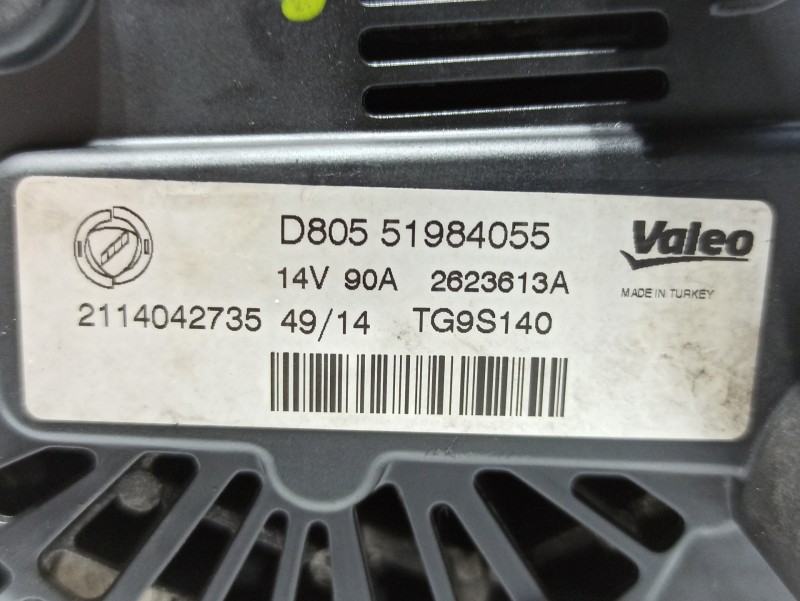 D805 51984055
Valeo
14V 90A 2623613A
MADE IN TURKEY
2114042735 49/14 TG9S140